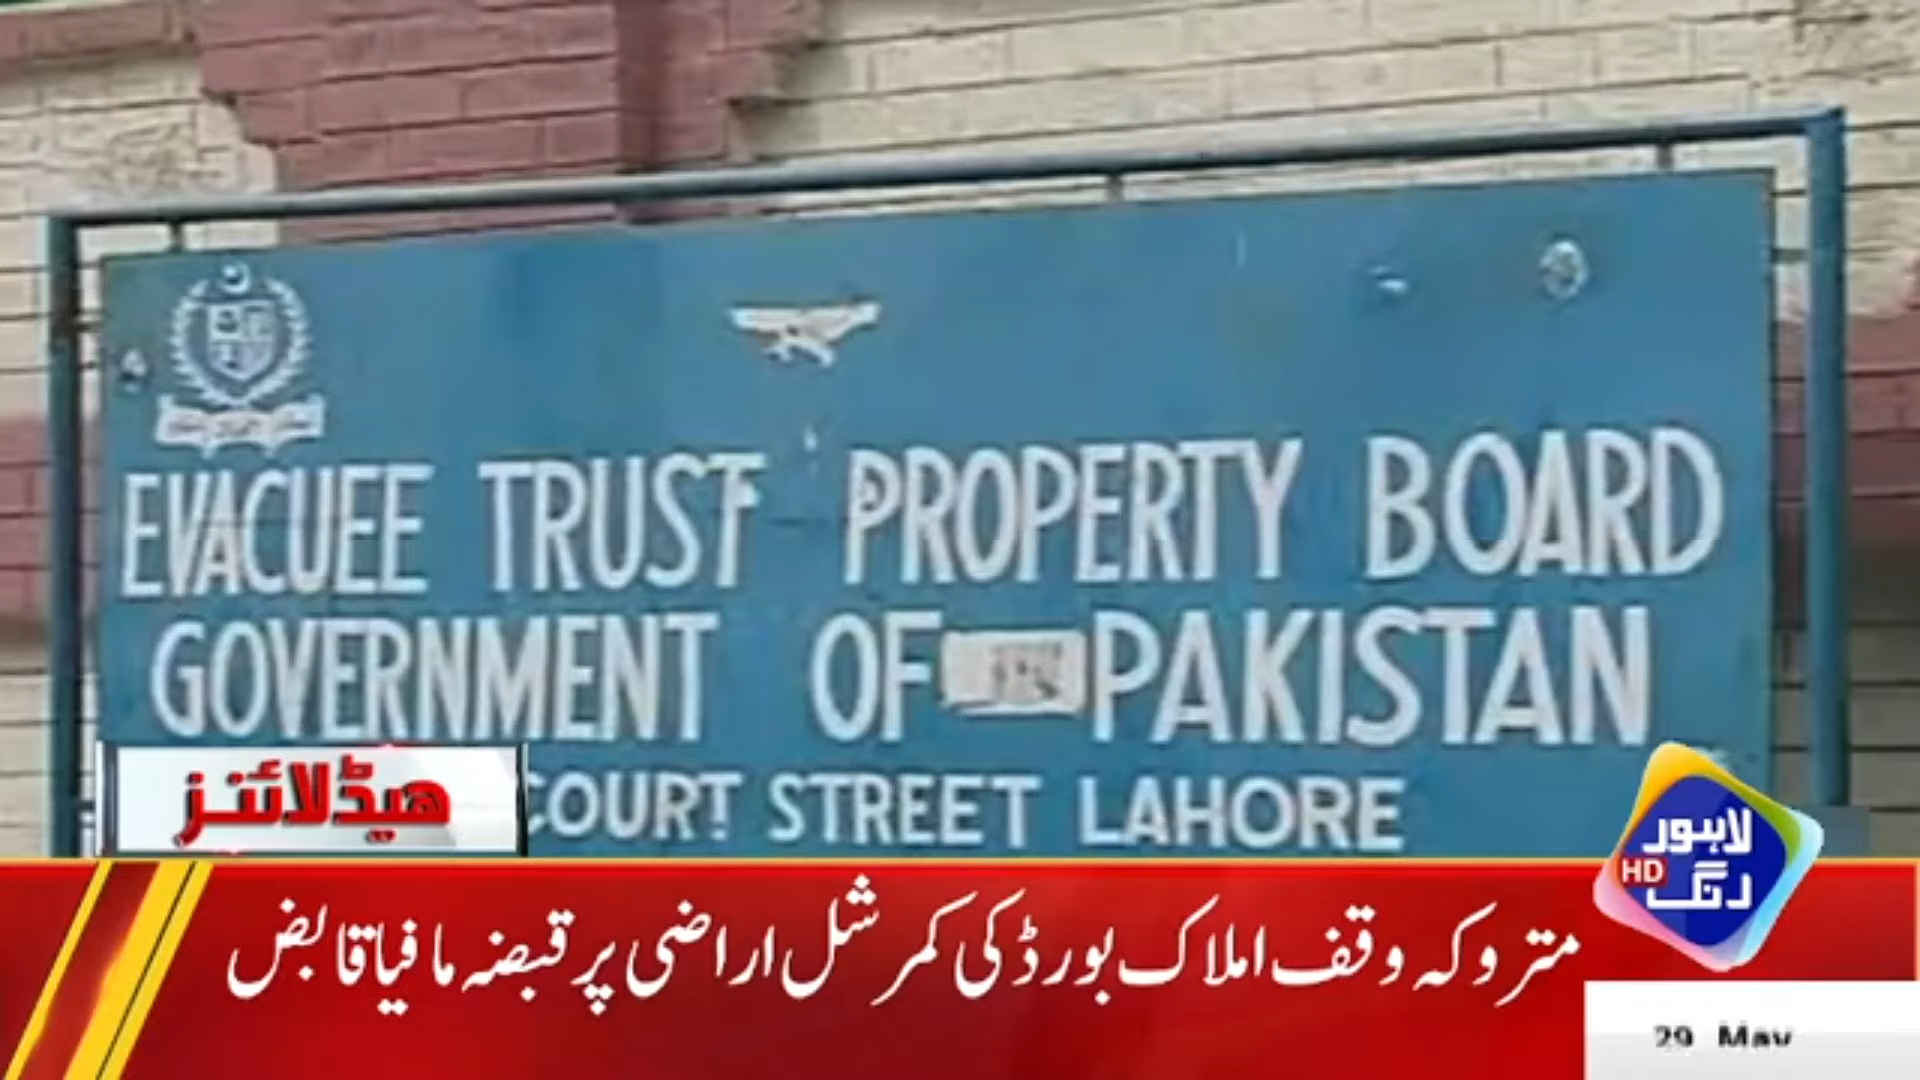 EVACUEE TRUST PROPERTY BOARD
GOVERNMENT OF PAKISTAN
COURT STREET LAHORE
ھیڈلائنز
لاہور
رنگ
HD
متروکہ وقف املاک بورڈ کی کمرشل اراضی پر قبضہ مافیا قابض
29 May